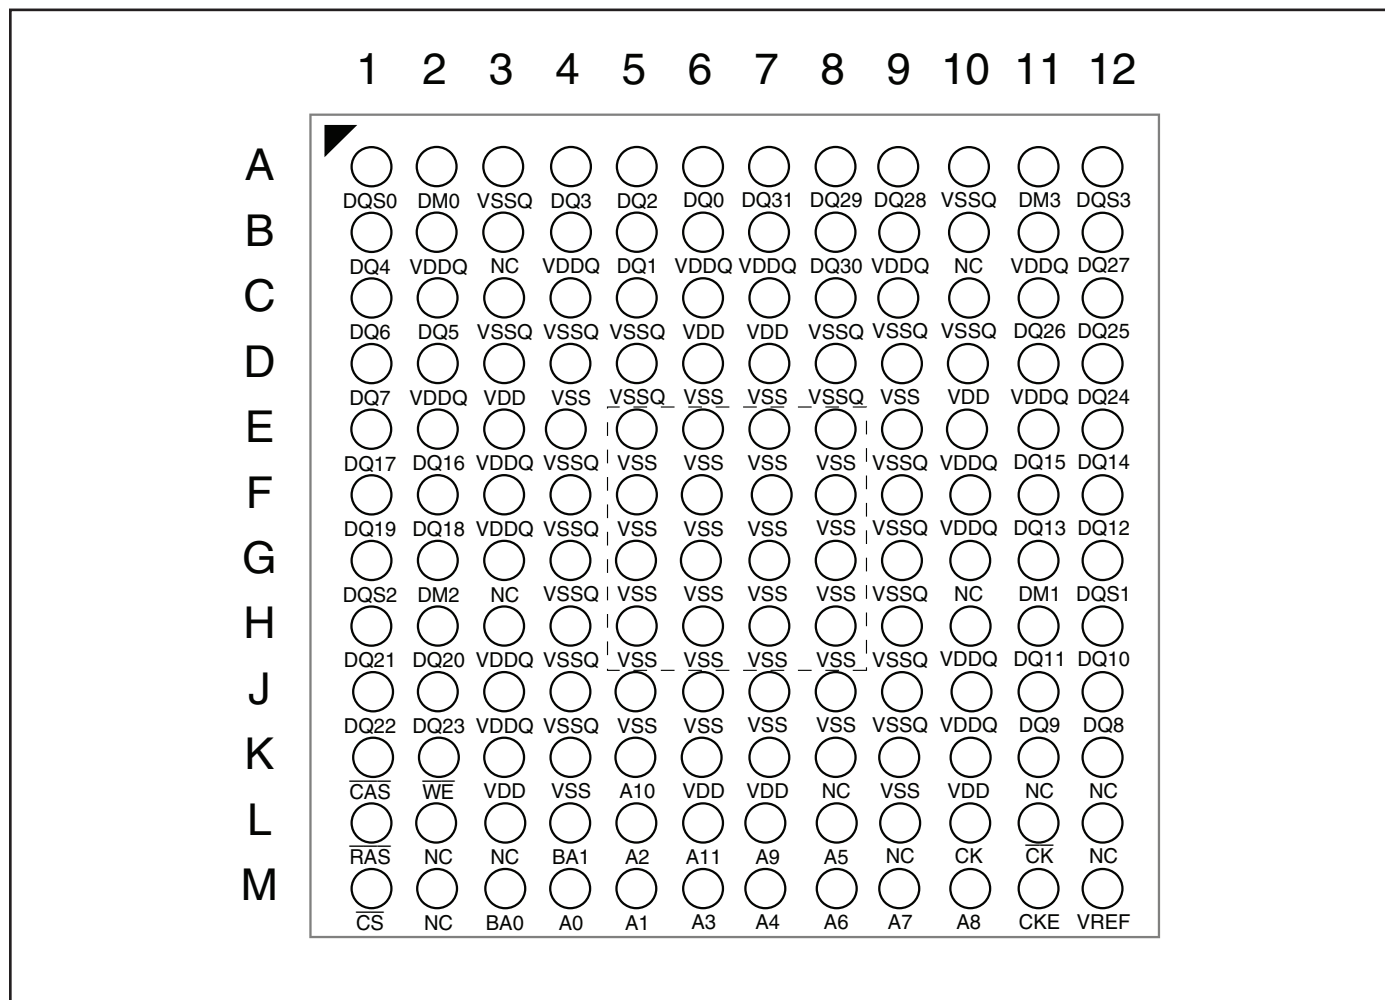 1 2 3 4 5 6 7 8 9 10 11 12
A
DQS0 DM0 VSSQ DQ3 DQ2 DQ0 DQ31 DQ29 DQ28 VSSQ DM3 DQS3
B
DQ4 VDDQ NC VDDQ DQ1 VDDQ VDDQ DQ30 VDDQ NC VDDQ DQ27
C
DQ6 DQ5 VSSQ VSSQ VSSQ VDD VDD VSSQ VSSQ VSSQ DQ26 DQ25
D
DQ7 VDDQ VDD VSS VSSQ VSS VSS VSSQ VSS VDD VDDQ DQ24
E
DQ17 DQ16 VDDQ VSSQ VSS VSS VSS VSS VSSQ VDDQ DQ15 DQ14
F
DQ19 DQ18 VDDQ VSSQ VSS VSS VSS VSS VSSQ VDDQ DQ13 DQ12
G
DQS2 DM2 NC VSSQ VSS VSS VSS VSS VSSQ NC DM1 DQS1
H
DQ21 DQ20 VDDQ VSSQ VSS VSS VSS VSS VSSQ VDDQ DQ11 DQ10
J
DQ22 DQ23 VDDQ VSSQ VSS VSS VSS VSS VSSQ VDDQ DQ9 DQ8
K
C̅A̅S̅ W̅E̅ VDD VSS A10 VDD VDD NC VSS VDD NC NC
L
R̅A̅S̅ NC NC BA1 A2 A11 A9 A5 NC CK C̅K̅ NC
M
C̅S̅ NC BA0 A0 A1 A3 A4 A6 A7 A8 CKE VREF